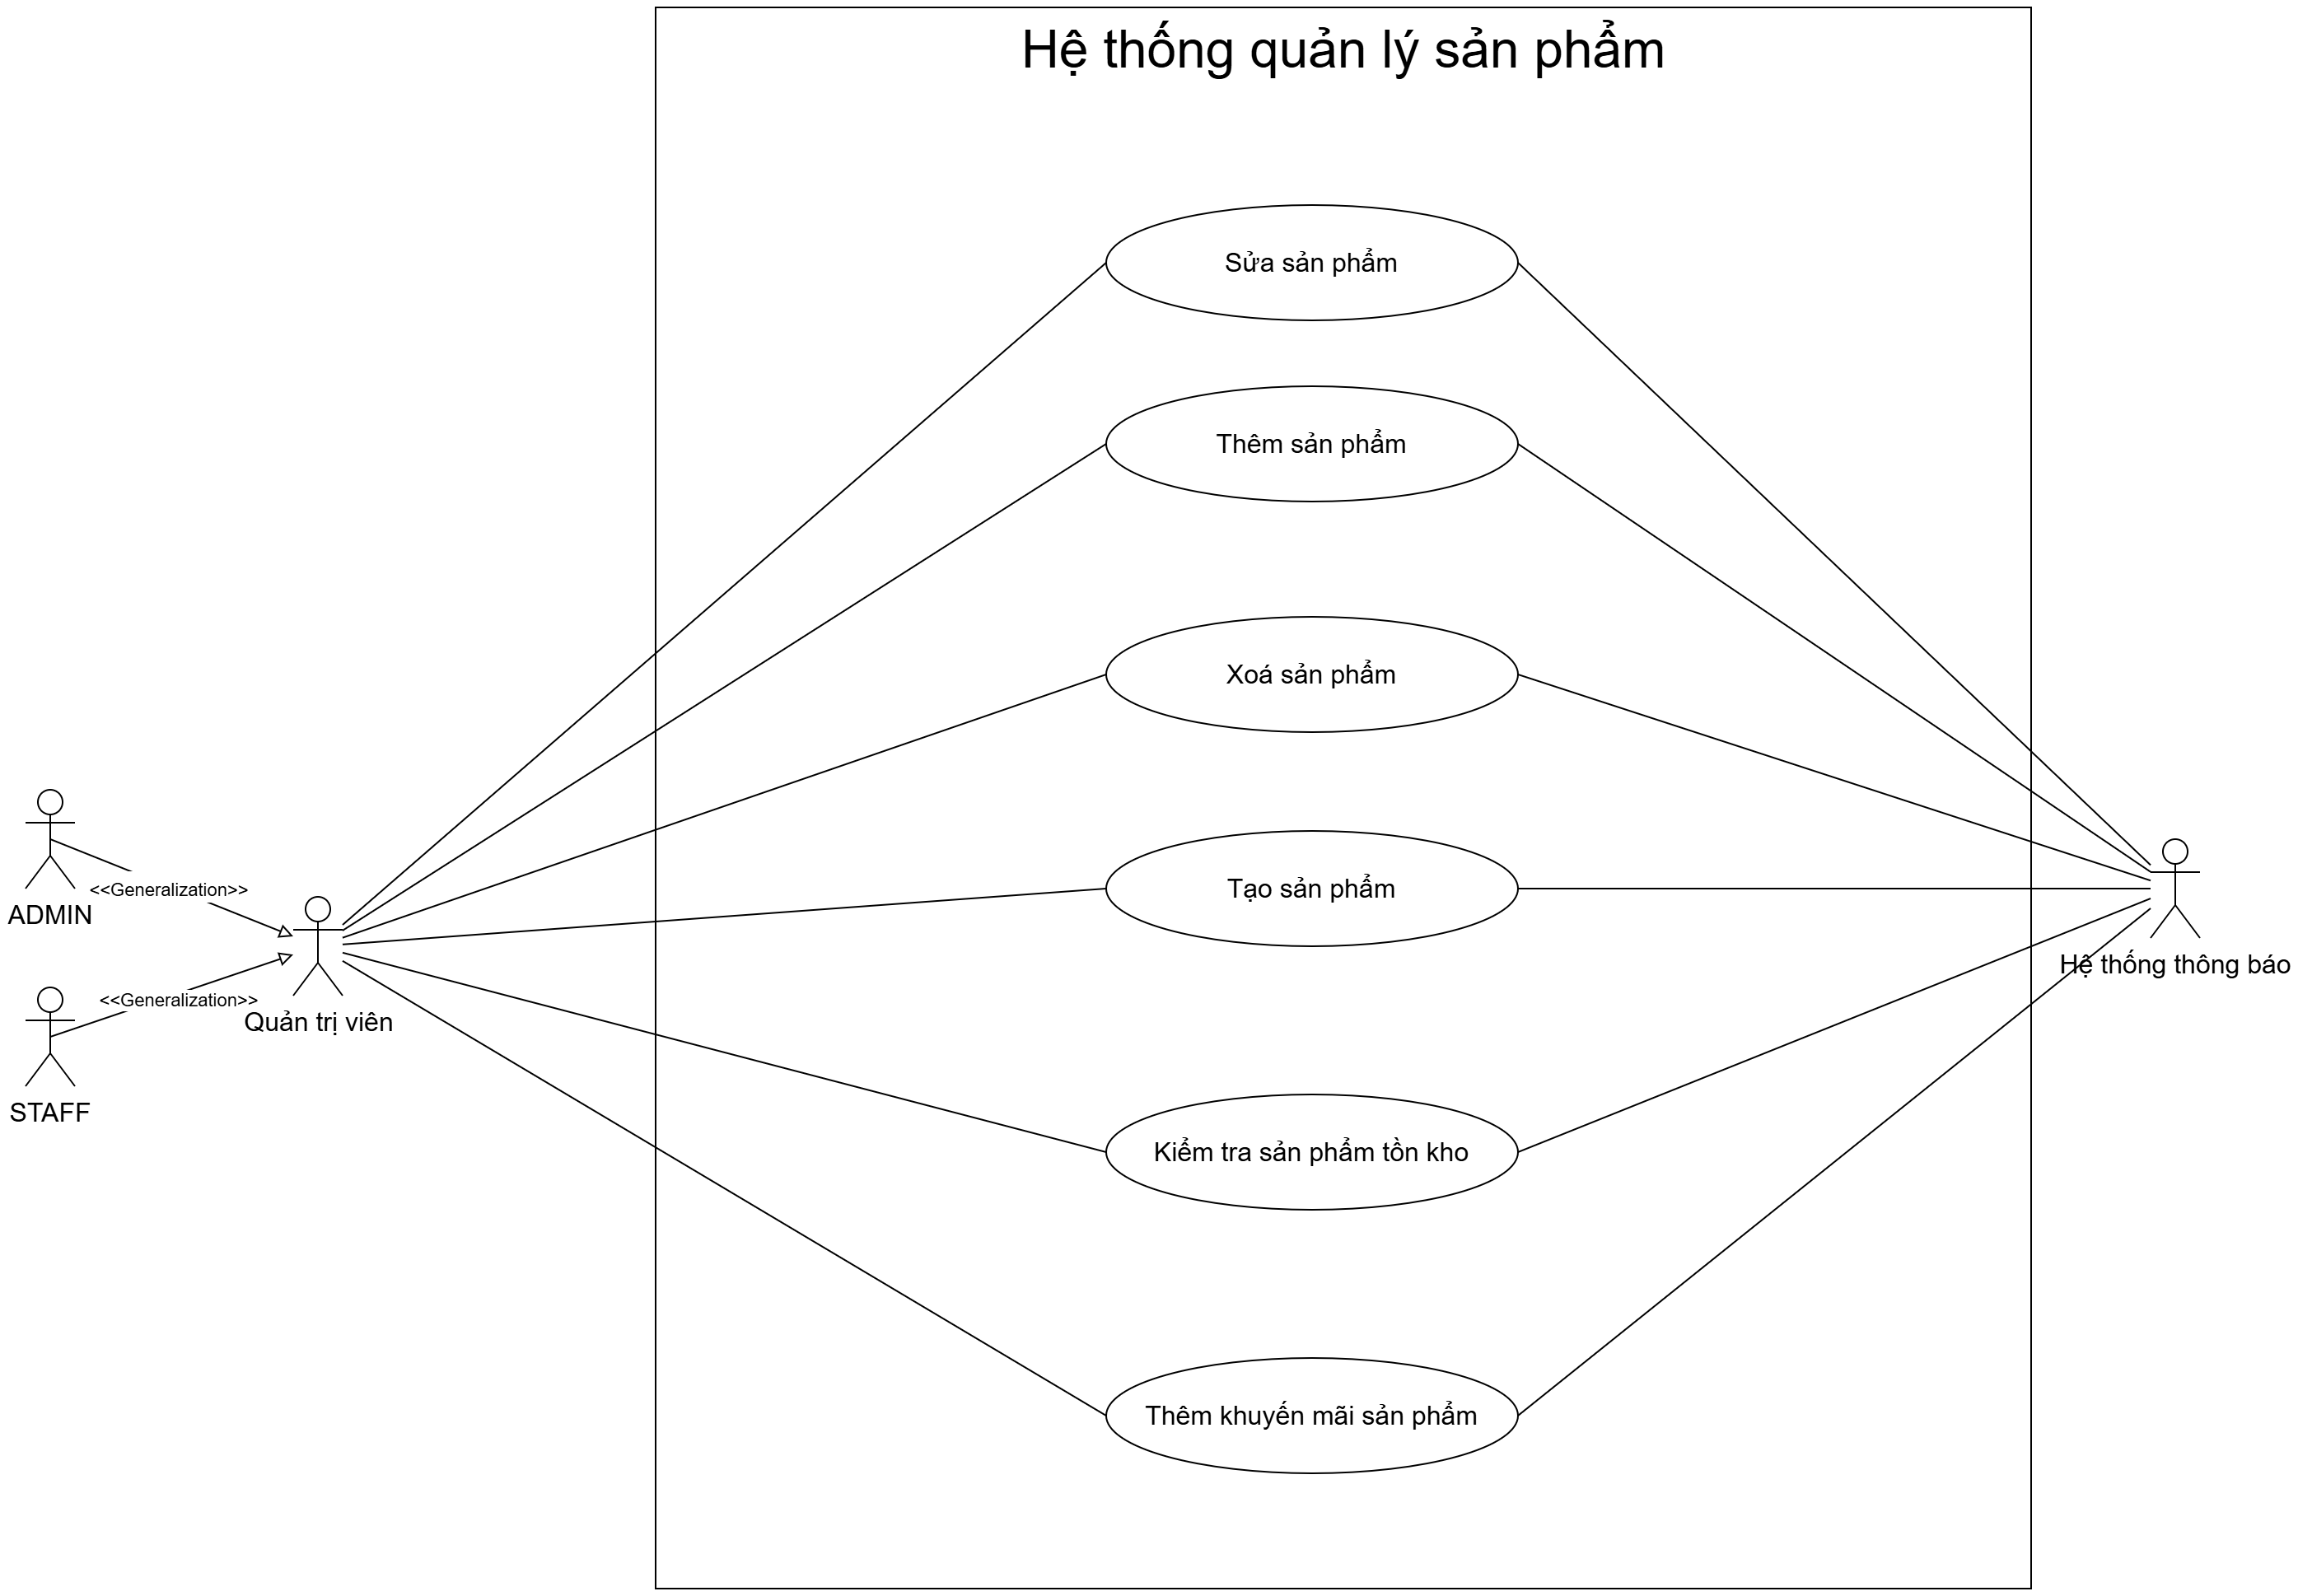 Hệ thống quản lý sản phẩm
Sửa sản phẩm
Thêm sản phẩm
Xoá sản phẩm
Tạo sản phẩm
<<Generalization>>
ADMIN
Hệ thống thông báo
<<Generalization>>
Quản trị viên
STAFF
Kiểm tra sản phẩm tồn kho
Thêm khuyến mãi sản phẩm